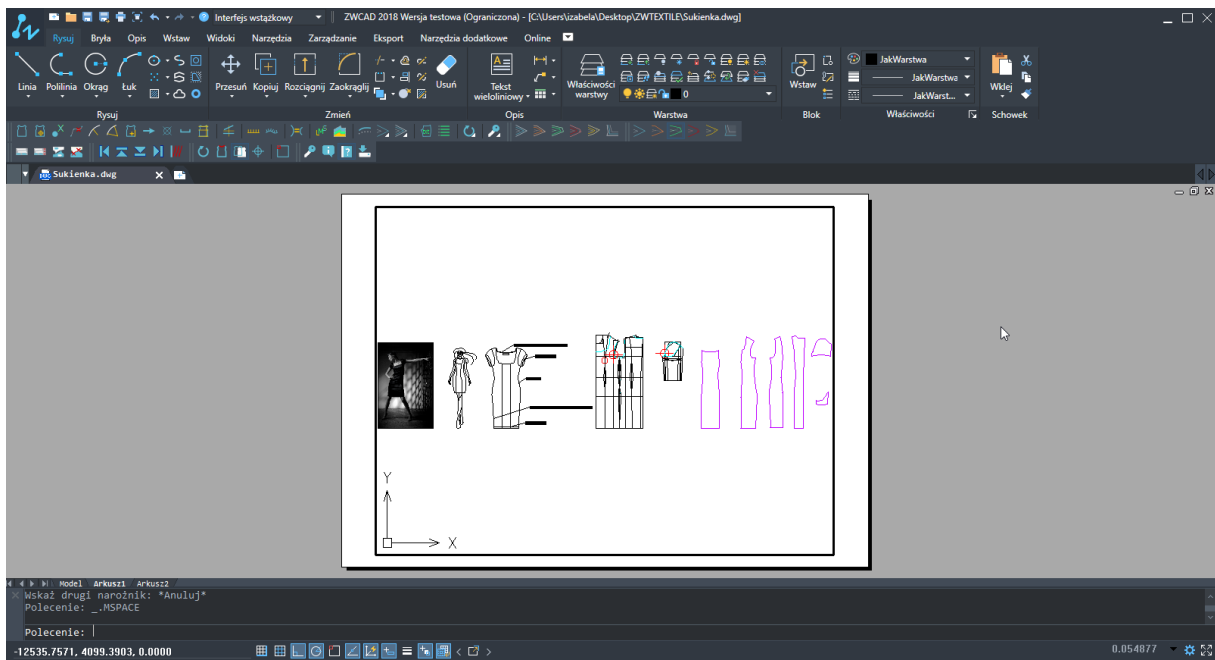 Interfejs wstążkowy
ZWCAD 2018 Wersja testowa (Ograniczona) - [C:\Users\izabela\Desktop\ZWTEXTILE\Sukienka.dwg]
Rysuj Bryła Opis Wstaw Widoki Narzędzia Zarządzanie Eksport Narzędzia dodatkowe Online
Linia Polilinia Okrąg Łuk Przesuń Kopiuj Rozciągnij Zaokrąglij Usuń Tekst wieloliniowy Właściwości warstwy 0 Wstaw JakWarstwa JakWarstwa JakWarst... Wklej
Rysuj Zmień Opis Warstwa Blok Właściwości Schowek
Sukienka.dwg
Y
X
Model Arkusz1 Arkusz2
Wskaż drugi narożnik: *Anuluj*
Polecenie: _.MSPACE
Polecenie:
-12535.7571, 4099.3903, 0.0000 0.054877